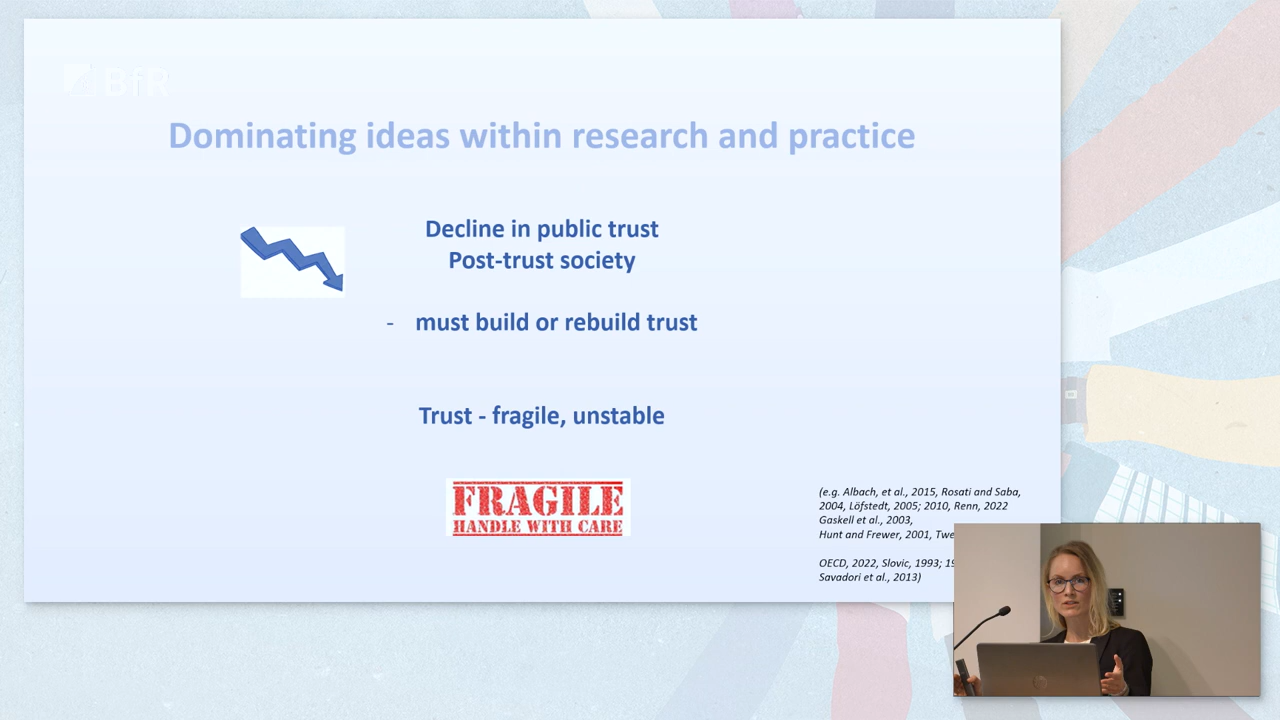 BfR
Dominating ideas within research and practice
Decline in public trust
Post-trust society
- must build or rebuild trust
Trust - fragile, unstable
FRAGILE
HANDLE WITH CARE
(e.g. Albach, et al., 2015, Rosati and Saba,
2004, Löfstedt, 2005; 2010, Renn, 2022
Gaskell et al., 2003,
Hunt and Frewer, 2001,
OECD, 2022, Slovic, 1993;
Savadori et al., 2013)